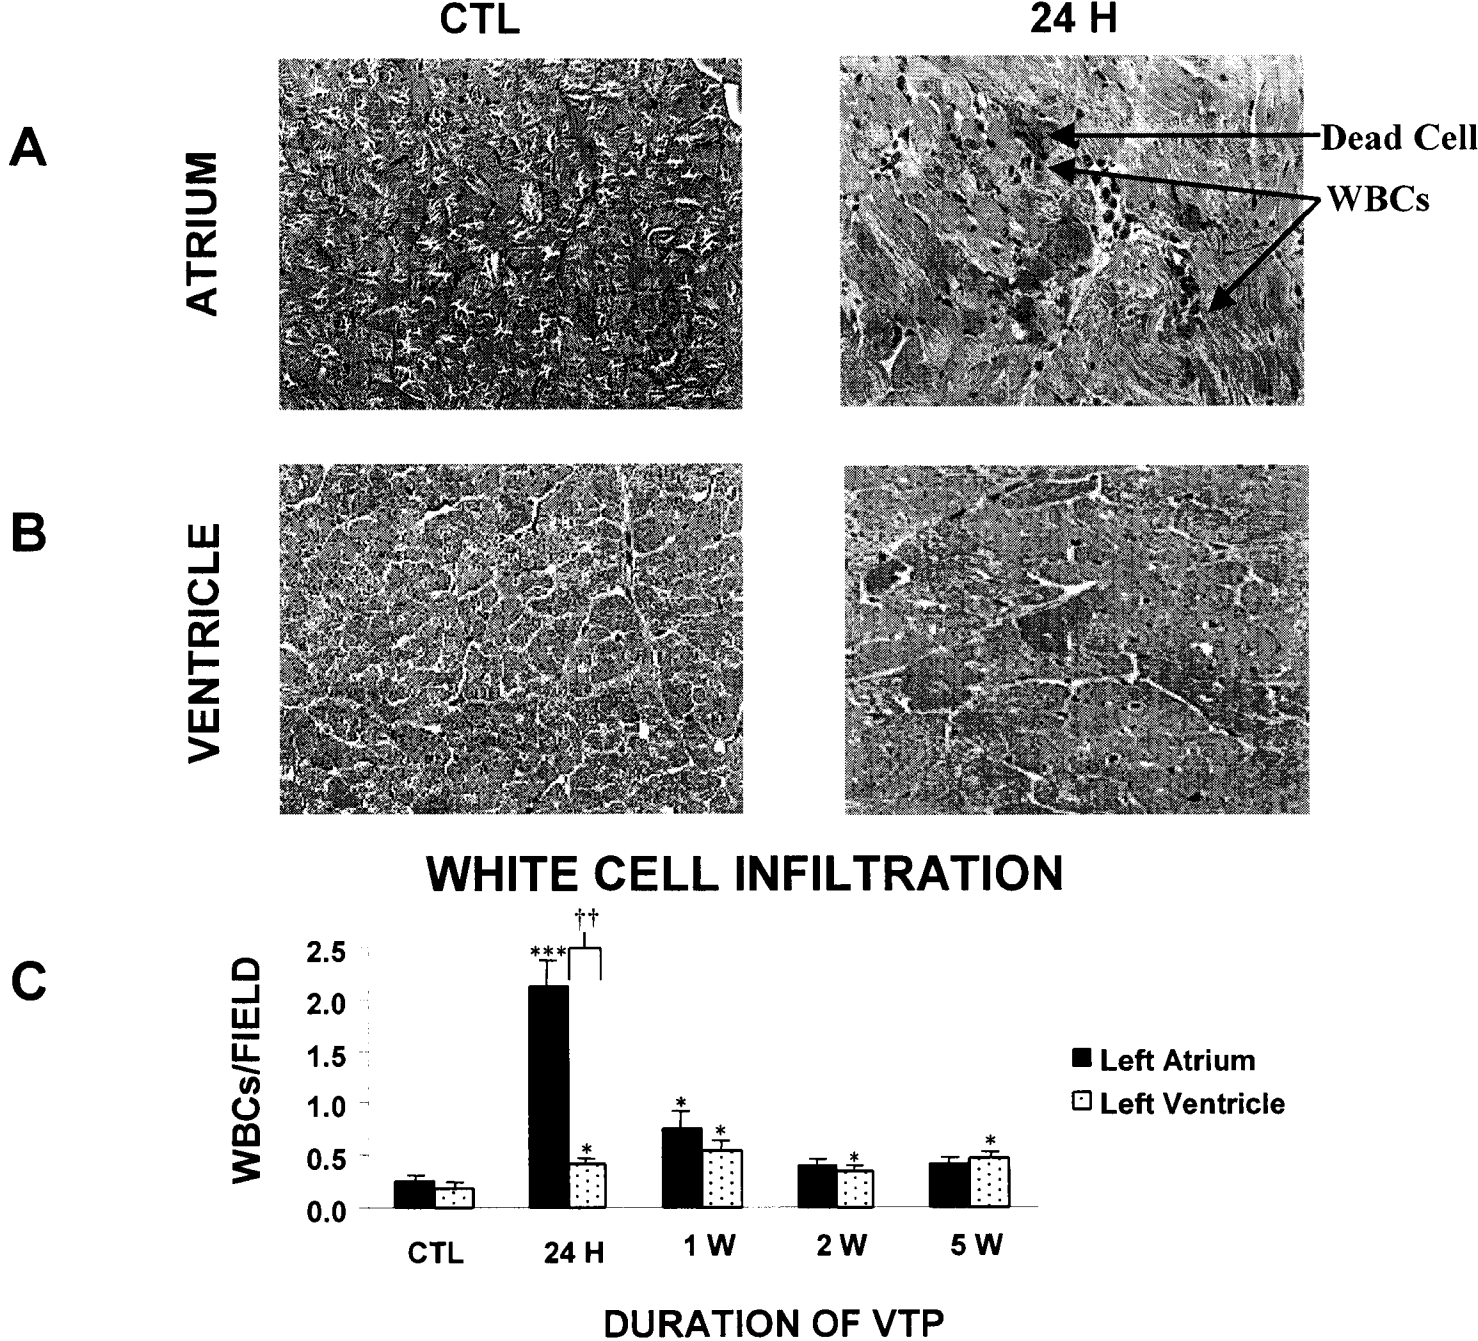 CTL 24 H
A
ATRIUM
Dead Cell
WBCs
B
VENTRICLE
WHITE CELL INFILTRATION
C
WBCs/FIELD
2.5
2.0
1.5
1.0
0.5
0.0
***
††
*
*
*
*
*
Left Atrium
Left Ventricle
CTL 24 H 1 W 2 W 5 W
DURATION OF VTP